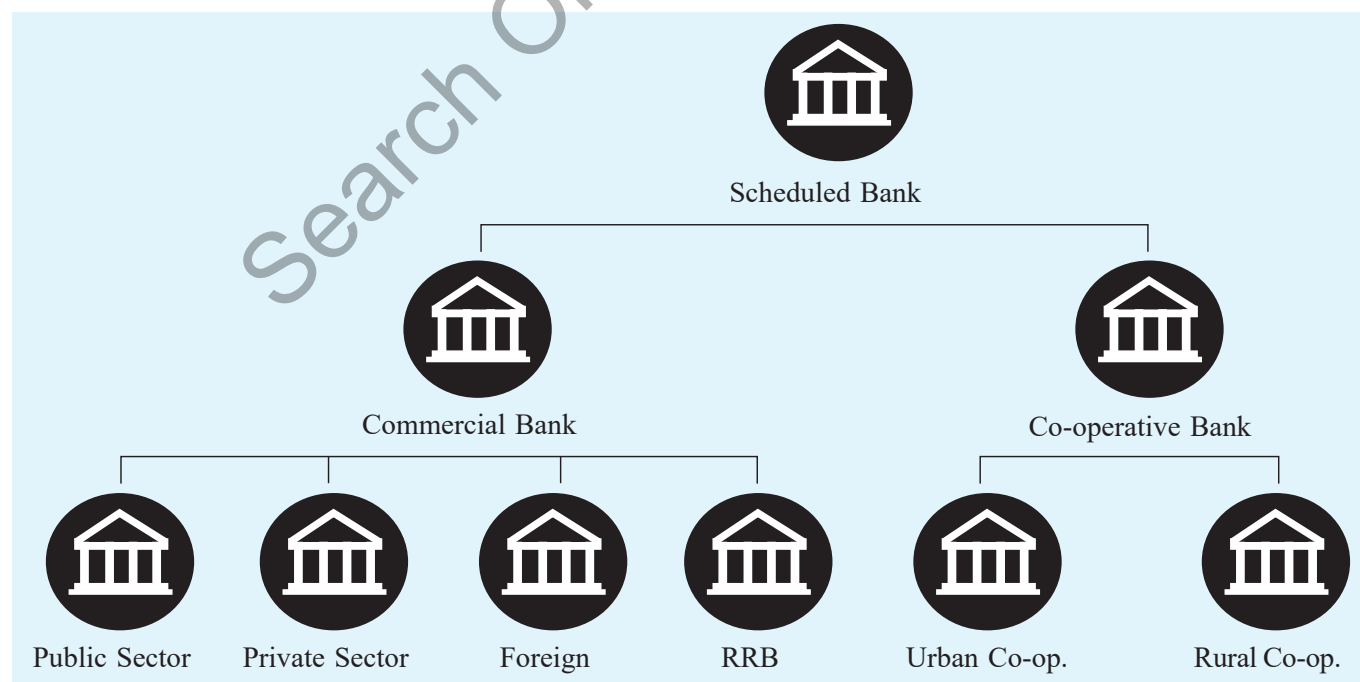 Search O
Scheduled Bank
Commercial Bank
Co-operative Bank
Public Sector
Private Sector
Foreign
RRB
Urban Co-op.
Rural Co-op.